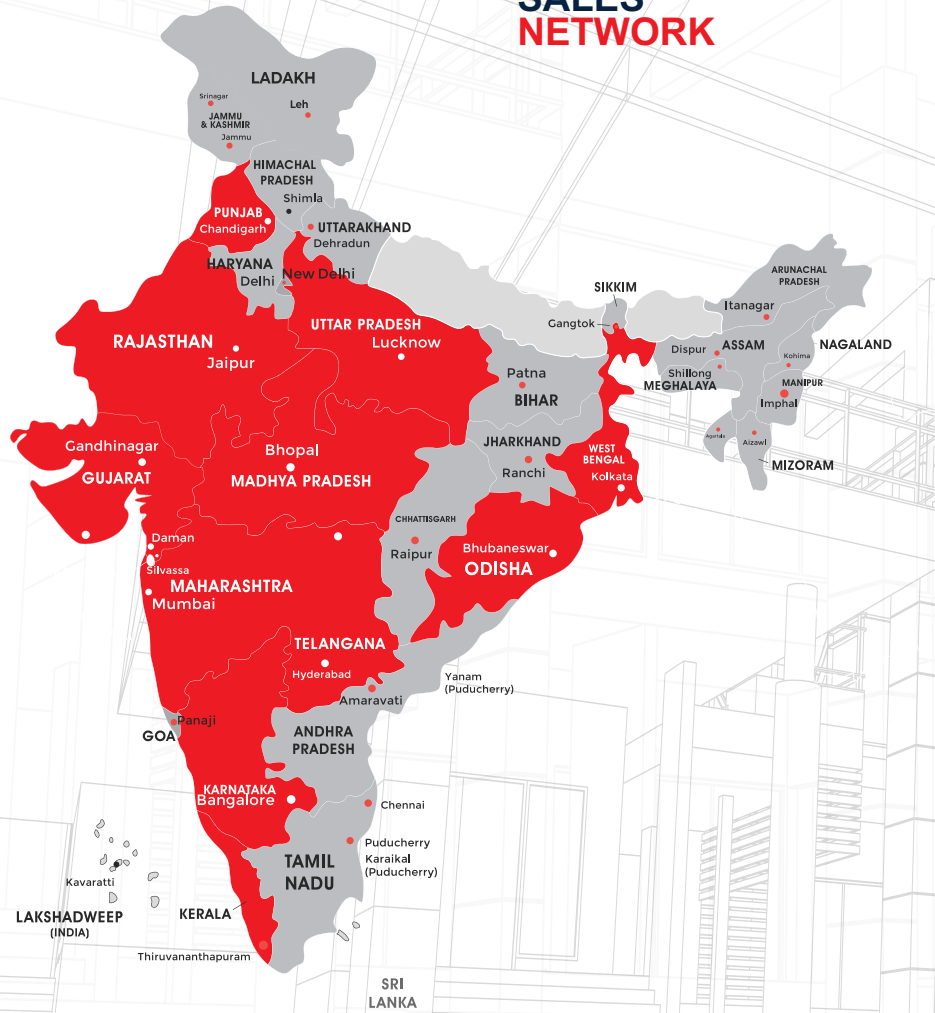 SALES
NETWORK
LADAKH
Srinagar
Leh
JAMMU
& KASHMIR
Jammu
HIMACHAL
PRADESH
Shimla
PUNJAB
Chandigarh
UTTARAKHAND
Dehradun
HARYANA
Delhi
New Delhi
SIKKIM
Gangtok
ARUNACHAL
PRADESH
Itanagar
RAJASTHAN
Jaipur
UTTAR PRADESH
Lucknow
Dispur
ASSAM
NAGALAND
Kohima
Shillong
MEGHALAYA
MANIPUR
Imphal
Patna
BIHAR
Agartala
Aizawl
MIZORAM
Gandhinagar
GUJARAT
Bhopal
MADHYA PRADESH
JHARKHAND
Ranchi
WEST
BENGAL
Kolkata
CHHATTISGARH
Raipur
Bhubaneswar
ODISHA
Daman
Silvassa
MAHARASHTRA
Mumbai
TELANGANA
Hyderabad
Amaravati
Yanam
(Puducherry)
Panaji
GOA
ANDHRA
PRADESH
KARNATAKA
Bangalore
Chennai
Puducherry
Karaikal
(Puducherry)
TAMIL
NADU
Kavaratti
LAKSHADWEEP
(INDIA)
KERALA
Thiruvananthapuram
SRI
LANKA